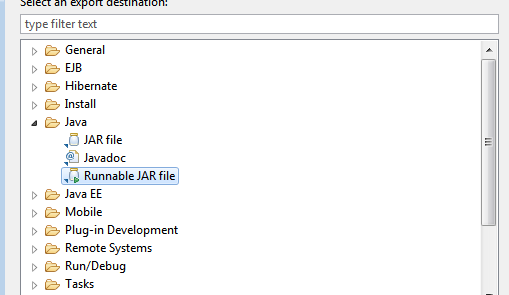 Select an export destination:
type filter text
General
EJB
Hibernate
Install
Java
JAR file
Javadoc
Runnable JAR file
Java EE
Mobile
Plug-in Development
Remote Systems
Run/Debug
Tasks